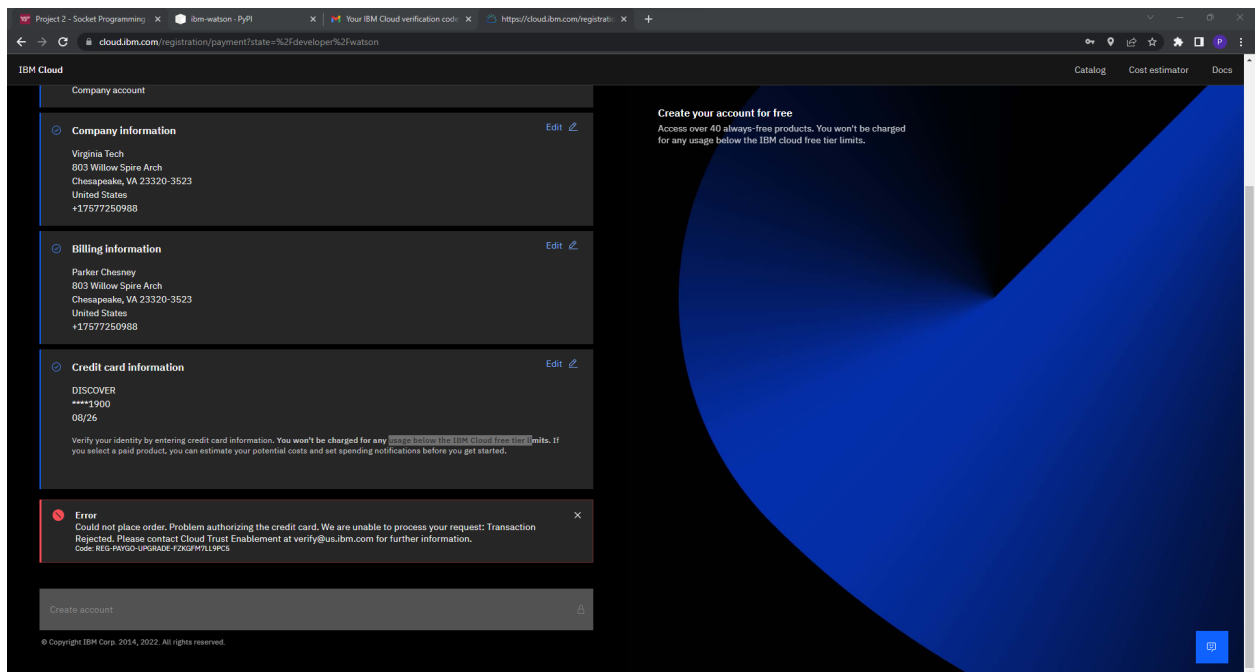 Project 2 - Socket Programming
ibm-watson · PyPI
Your IBM Cloud verification code
https://cloud.ibm.com/registratio
cloud.ibm.com/registration/payment?state=%2Fdeveloper%2Fwatson
P
IBM Cloud
Catalog
Cost estimator
Docs
Company account
Company information
Edit
Virginia Tech
803 Willow Spire Arch
Chesapeake, VA 23320-3523
United States
+17577250988
Billing information
Edit
Parker Chesney
803 Willow Spire Arch
Chesapeake, VA 23320-3523
United States
+17577250988
Credit card information
Edit
DISCOVER
****1900
08/26
Verify your identity by entering credit card information. You won't be charged for any usage below the IBM Cloud free tier limits. If
you select a paid product, you can estimate your potential costs and set spending notifications before you get started.
Error
Could not place order. Problem authorizing the credit card. We are unable to process your request: Transaction
Rejected. Please contact Cloud Trust Enablement at verify@us.ibm.com for further information.
Code: REG-PAYGO-UPGRADE-FZKGFM7LL9PC5
Create account
© Copyright IBM Corp. 2014, 2022. All rights reserved.
Create your account for free
Access over 40 always-free products. You won't be charged
for any usage below the IBM cloud free tier limits.